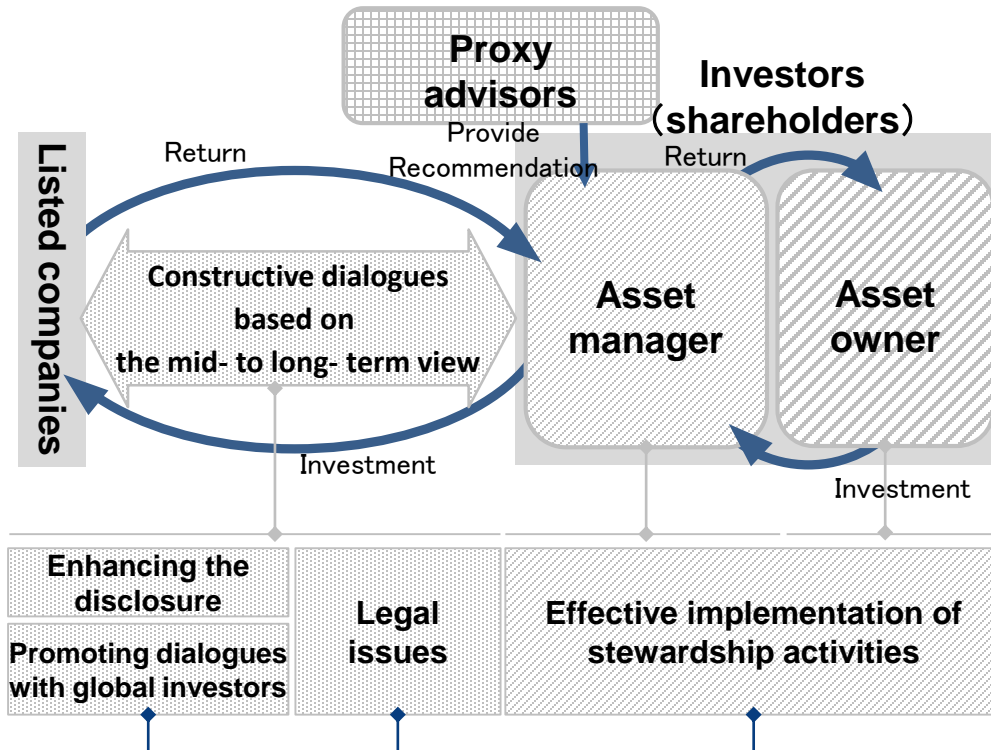 Proxy
advisors
Investors
（shareholders）
Provide
Recommendation
Return
Return
Listed companies
Constructive dialogues
based on
the mid- to long- term view
Asset
manager
Asset
owner
Investment
Investment
Enhancing the
disclosure
Promoting dialogues
with global investors
Legal
issues
Effective implementation of
stewardship activities